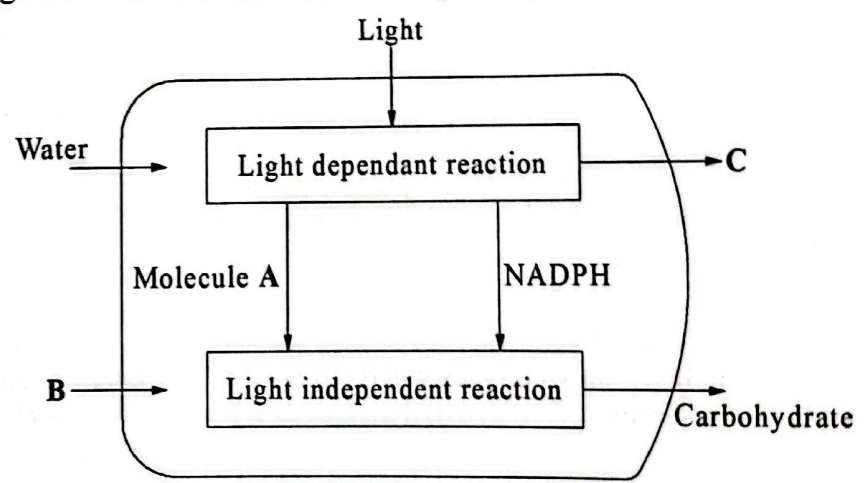 Light
Water
Light dependant reaction
C
Molecule A
NADPH
B
Light independent reaction
Carbohydrate